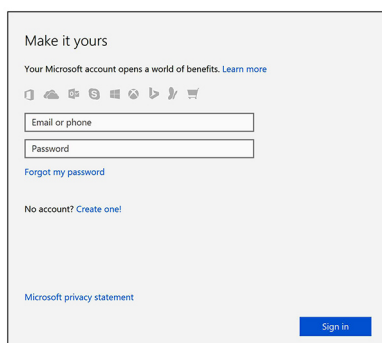 Make it yours
Your Microsoft account opens a world of benefits. Learn more
Email or phone
Password
Forgot my password
No account? Create one!
Microsoft privacy statement
Sign in